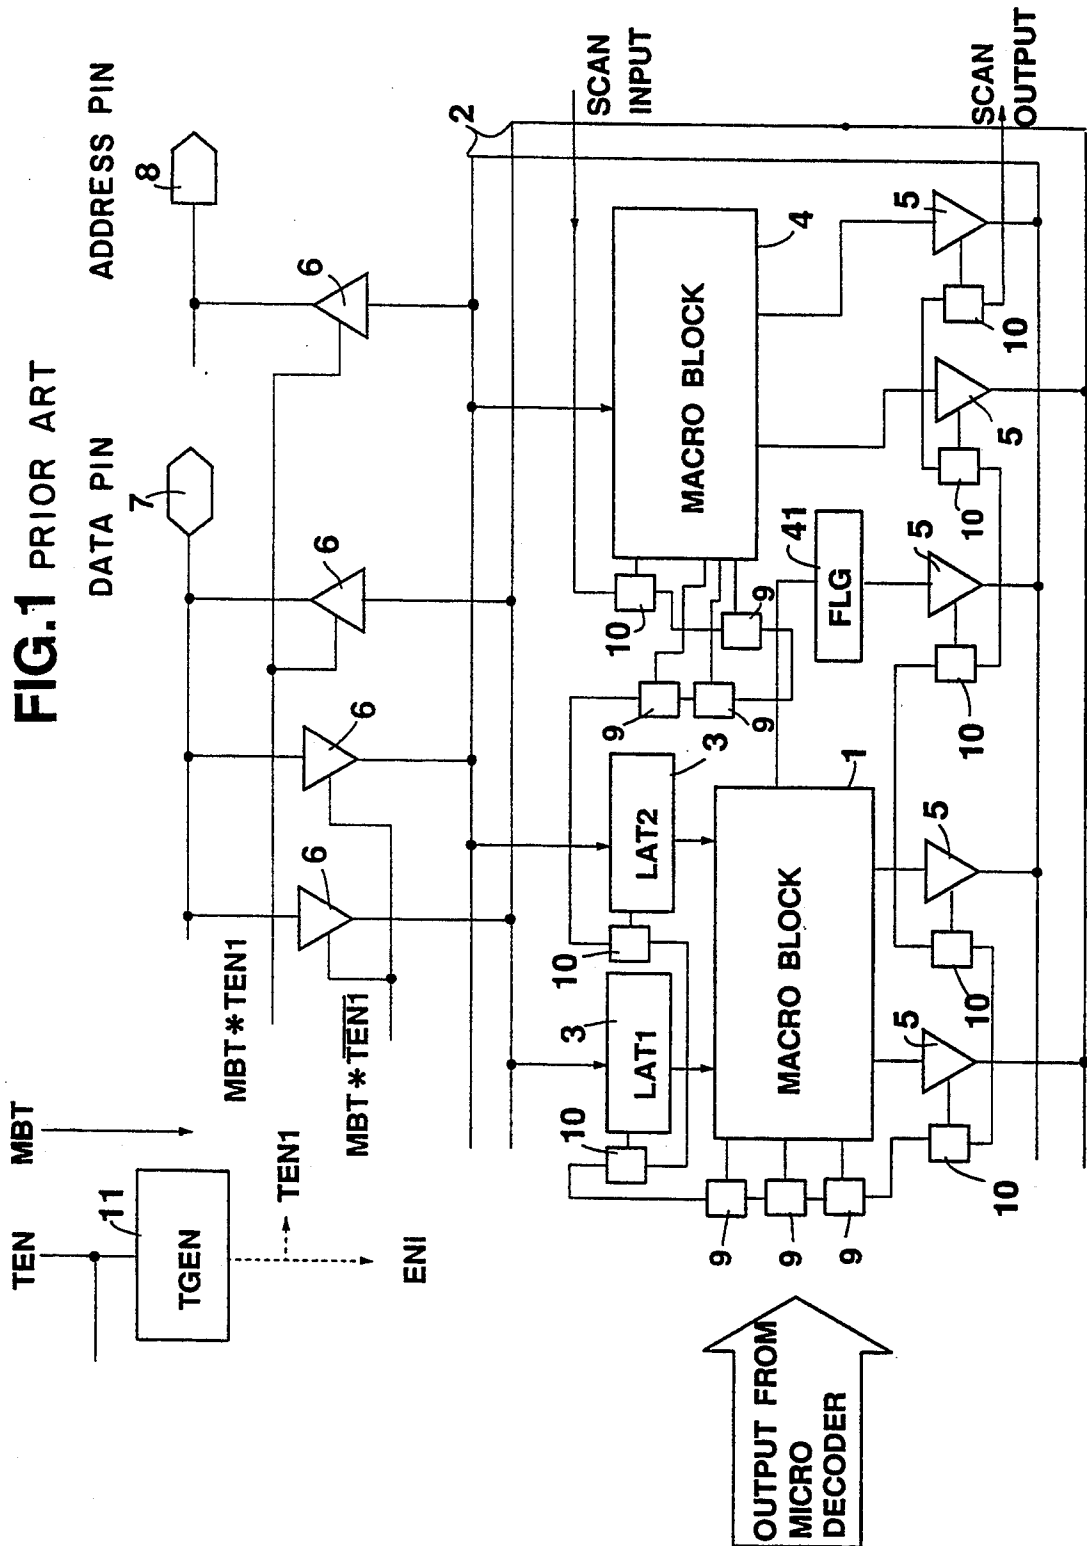 FIG.1 PRIOR ART
TEN
MBT
11
TGEN
TEN1
ENI
MBT*TEN1
MBT*T̅E̅N̅1̅
DATA PIN
7
ADDRESS PIN
8
6
6
6
6
2
SCAN
INPUT
3
LAT1
10
LAT2
3
10
9
9
9
10
MACRO BLOCK
4
MACRO BLOCK
1
FLG
41
9
9
9
5
10
5
10
5
10
5
10
5
10
SCAN
OUTPUT
OUTPUT FROM
MICRO
DECODER